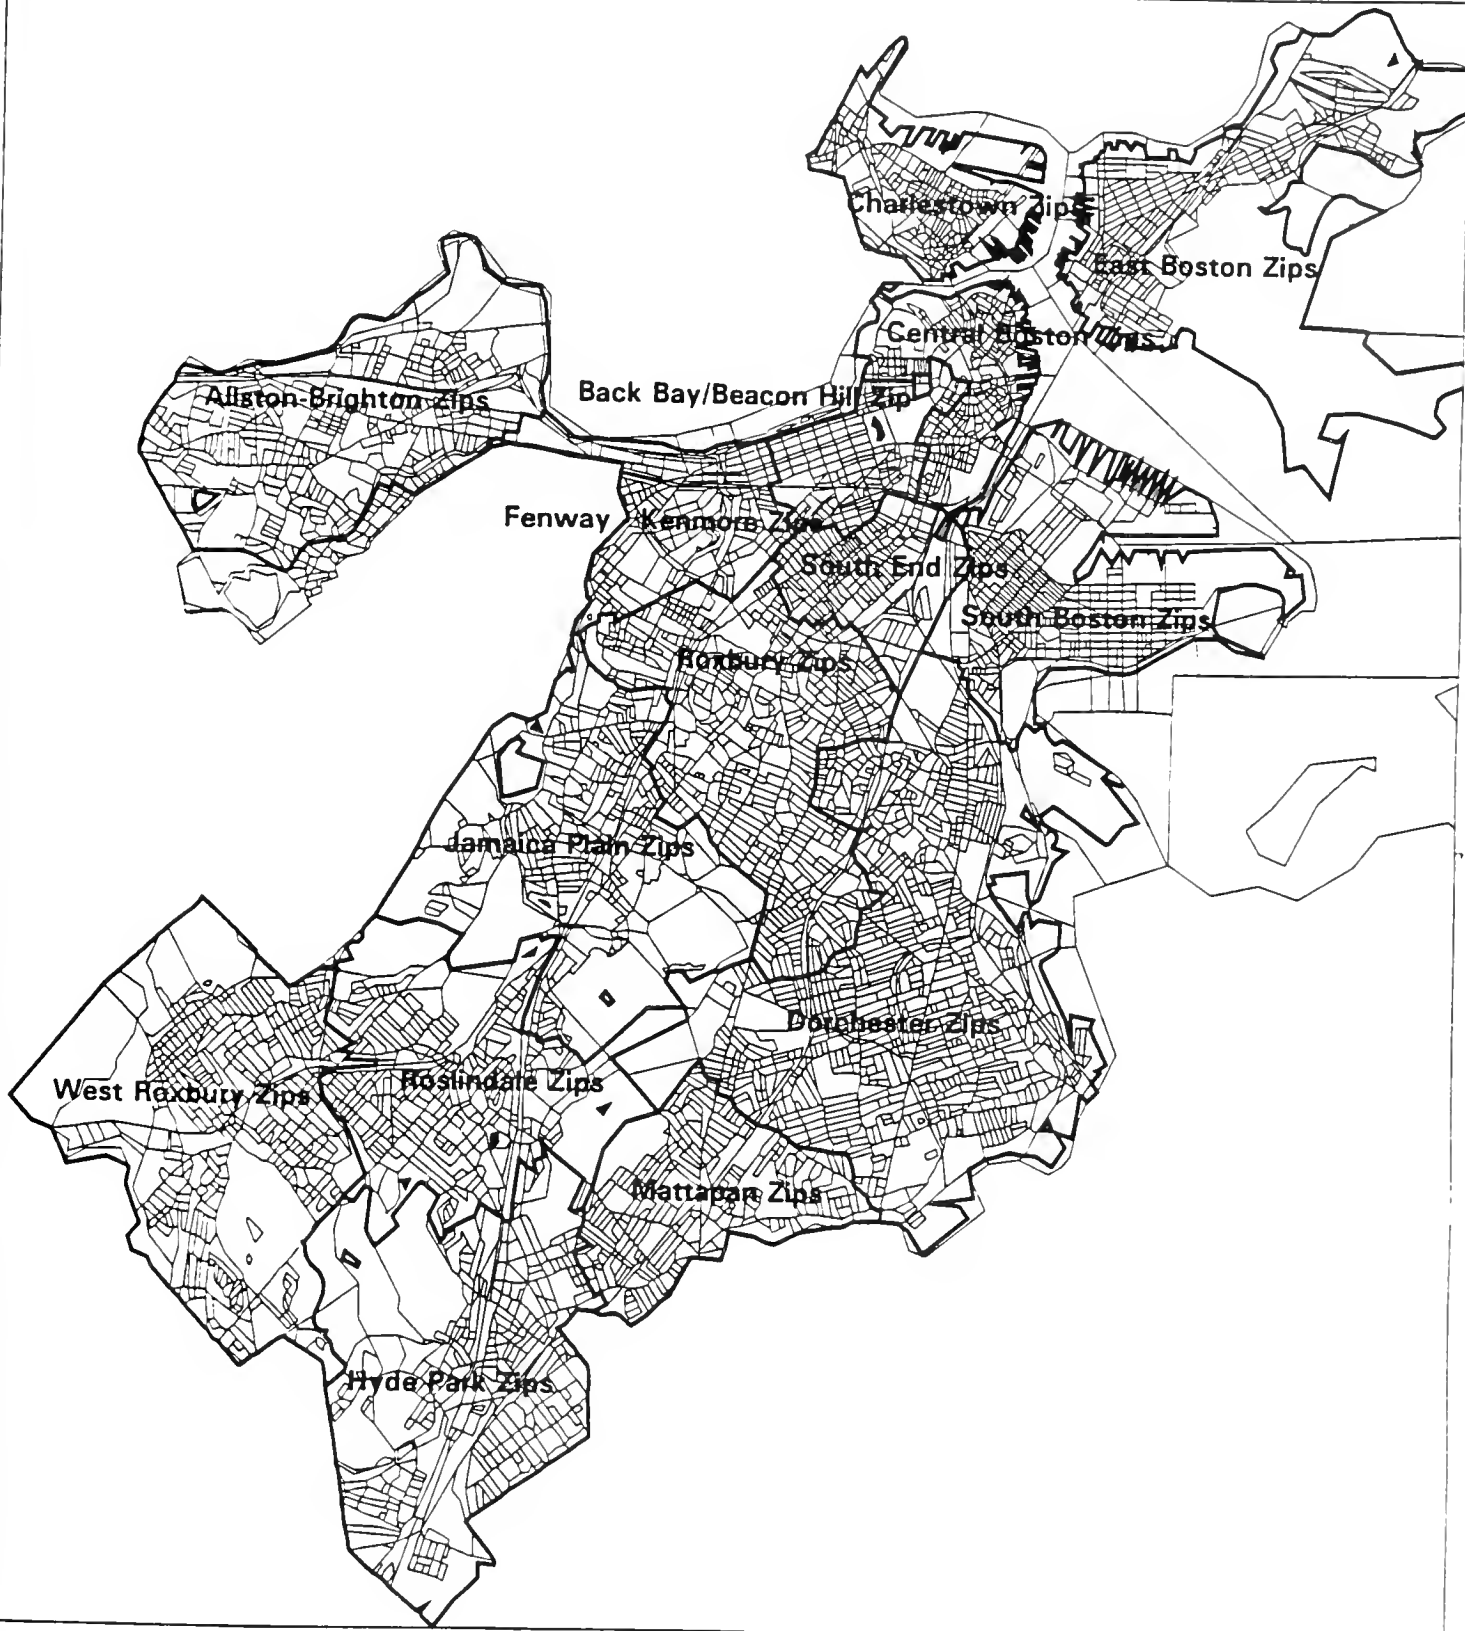 Charlestown Zips
East Boston Zips
Central Boston Zips
Back Bay/Beacon Hill Zip
Allston-Brighton Zips
Fenway Kenmore Zips
South End Zips
South Boston Zips
Roxbury Zips
Jamaica Plain Zips
Dorchester Zips
Roslindale Zips
West Roxbury Zips
Mattapan Zips
Hyde Park Zips